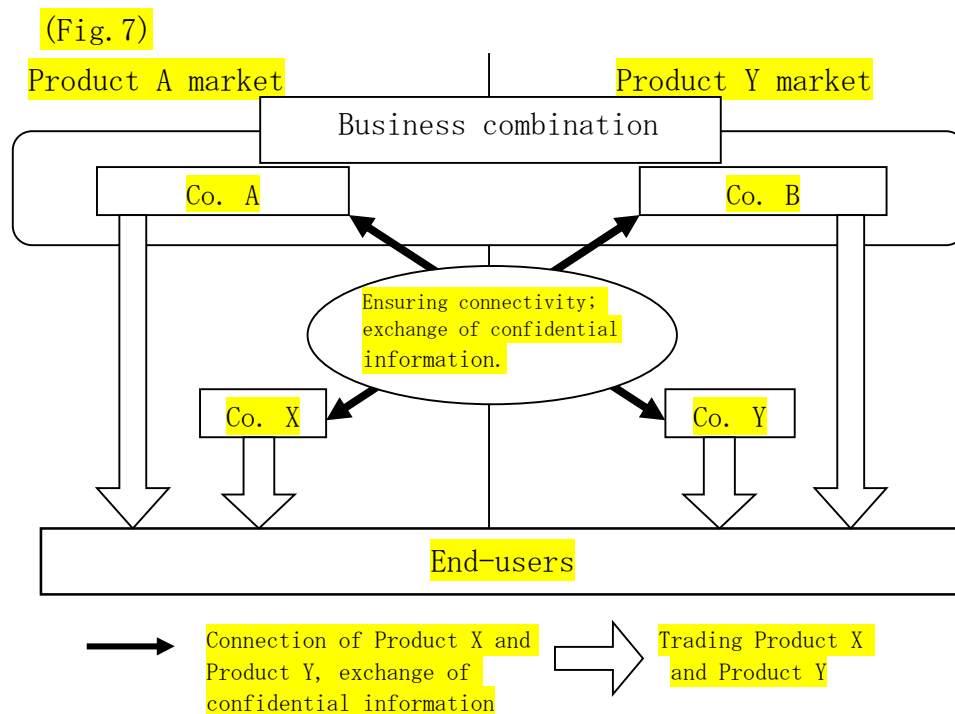 (Fig.7)
Product A market
Product Y market
Business combination
Co. A
Co. B
Ensuring connectivity;
exchange of confidential
information.
Co. X
Co. Y
End-users
Connection of Product X and
Product Y, exchange of
confidential information
Trading Product X
and Product Y